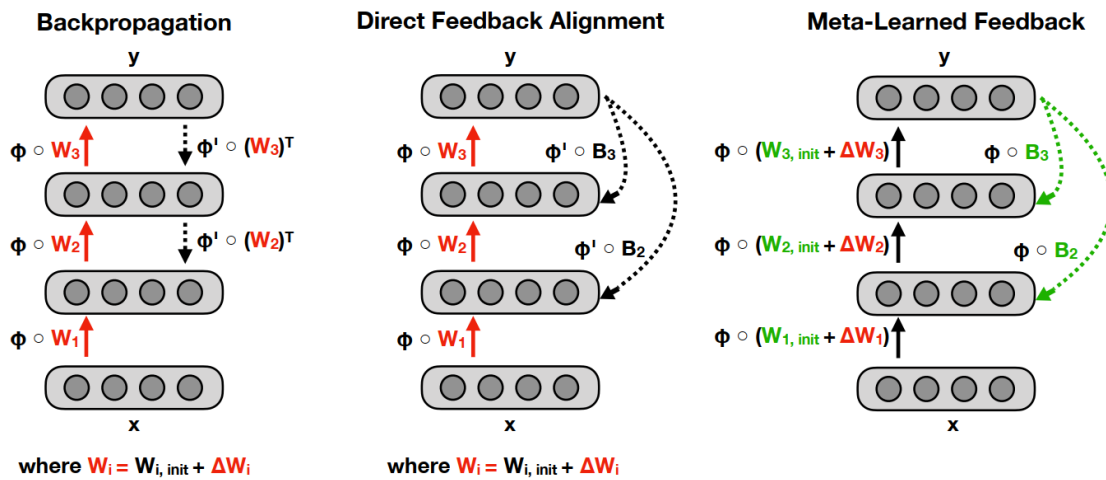 Backpropagation
y
ϕ ○ W₃
ϕ' ○ (W₃)ᵀ
ϕ ○ W₂
ϕ' ○ (W₂)ᵀ
ϕ ○ W₁
x
where Wᵢ = Wᵢ, ᵢₙᵢₜ + ΔWᵢ
Direct Feedback Alignment
y
ϕ ○ W₃
ϕ' ○ B₃
ϕ ○ W₂
ϕ' ○ B₂
ϕ ○ W₁
x
where Wᵢ = Wᵢ, ᵢₙᵢₜ + ΔWᵢ
Meta-Learned Feedback
y
ϕ ○ (W₃, ᵢₙᵢₜ + ΔW₃)
ϕ ○ B₃
ϕ ○ (W₂, ᵢₙᵢₜ + ΔW₂)
ϕ ○ B₂
ϕ ○ (W₁, ᵢₙᵢₜ + ΔW₁)
x